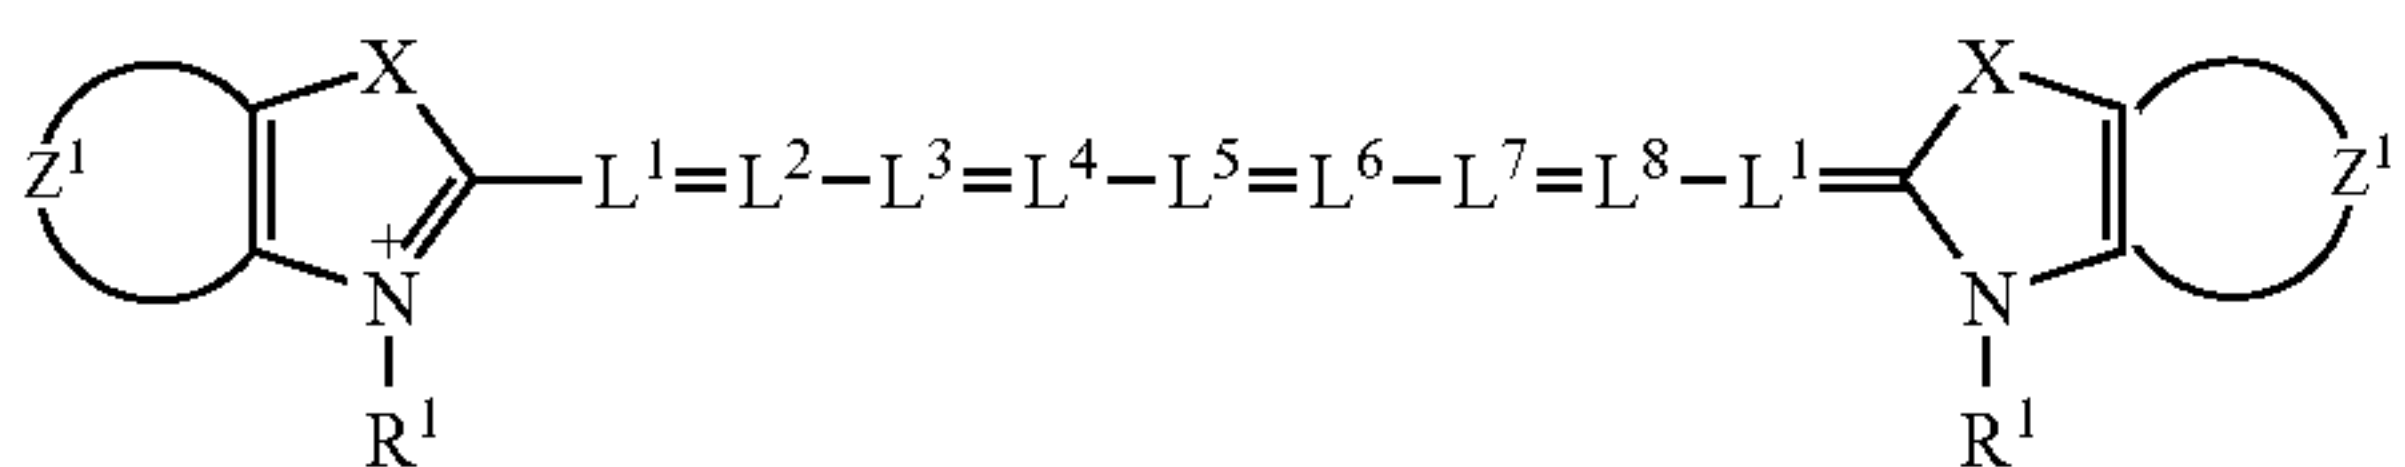 X X
Z¹ L¹=L²–L³=L⁴–L⁵=L⁶–L⁷=L⁸–L¹ Z¹
+
N N
R¹ R¹